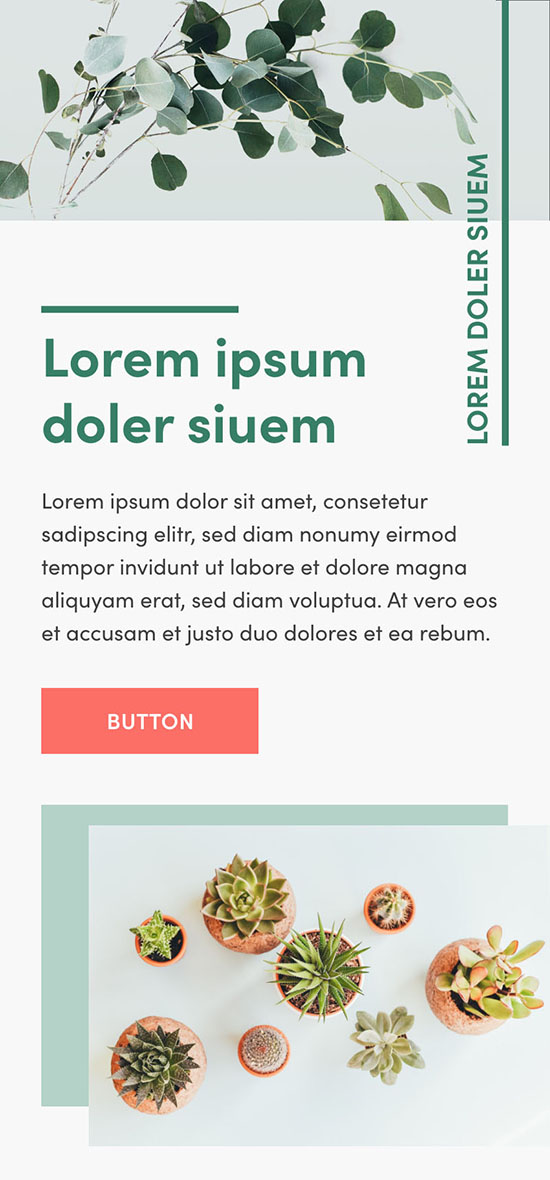 LOREM DOLER SIUEM
Lorem ipsum
doler siuem
Lorem ipsum dolor sit amet, consetetur
sadipscing elitr, sed diam nonumy eirmod
tempor invidunt ut labore et dolore magna
aliquyam erat, sed diam voluptua. At vero eos
et accusam et justo duo dolores et ea rebum.
BUTTON